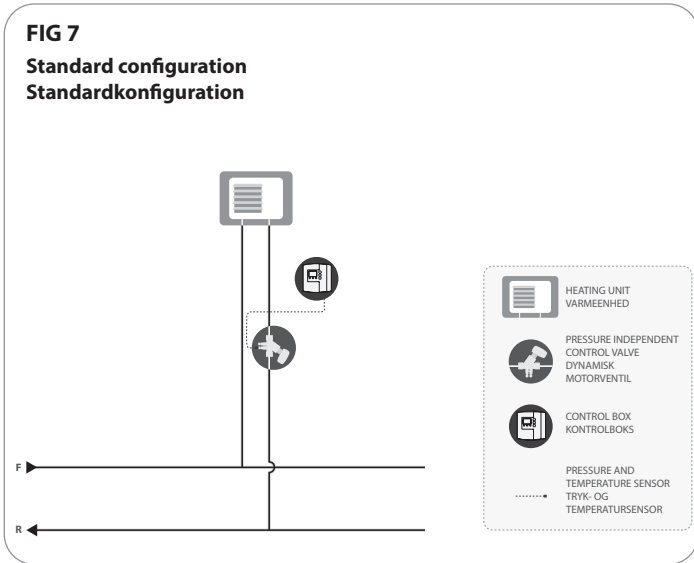 FIG 7
Standard configuration
Standardkonfiguration
HEATING UNIT
VARMEENHED
PRESSURE INDEPENDENT
CONTROL VALVE
DYNAMISK
MOTORVENTIL
CONTROL BOX
KONTROLBOKS
PRESSURE AND
TEMPERATURE SENSOR
TRYK- OG
TEMPERATURSENSOR
F
R